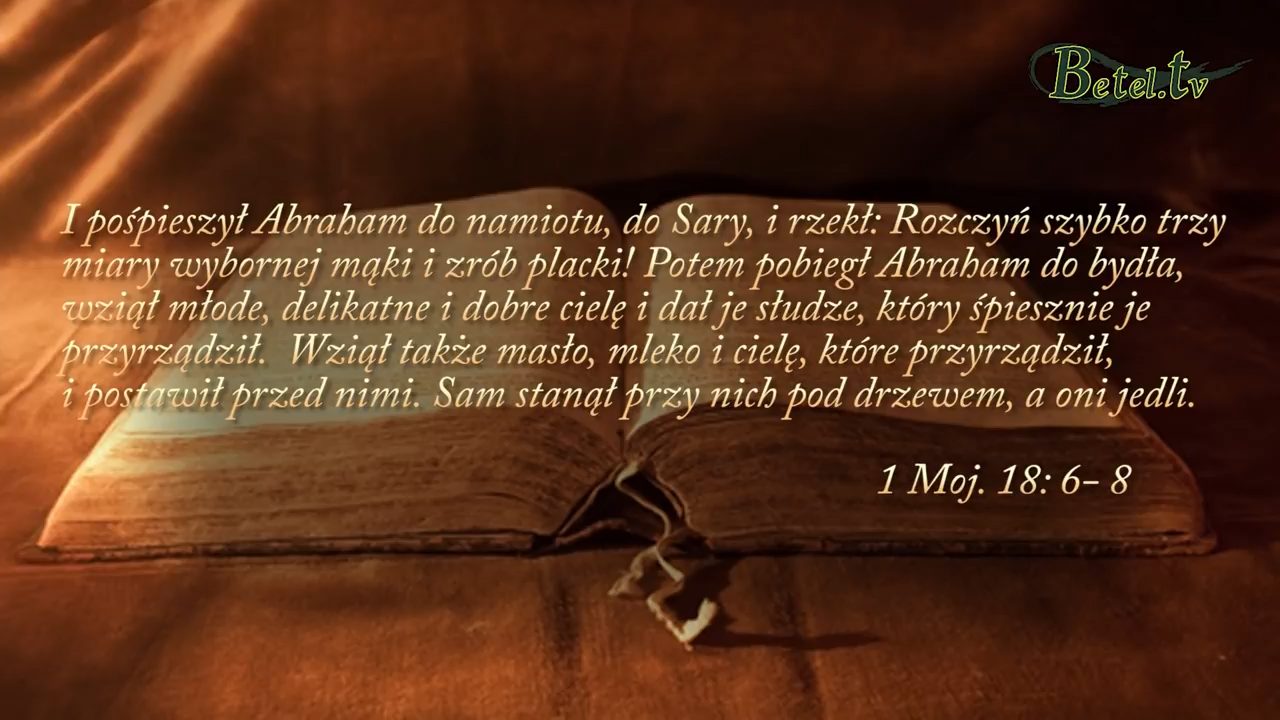 Betel.tv
I pośpieszył Abraham do namiotu, do Sary, i rzekł: Rozczyń szybko trzy
miary wybornej mąki i zrób placki! Potem pobiegł Abraham do bydła,
wziął młode, delikatne i dobre cielę i dał je słudze, który śpiesznie je
przyrządził.  Wziął także masło, mleko i cielę, które przyrządził,
i postawił przed nimi. Sam stanął przy nich pod drzewem, a oni jedli.
1 Moj. 18: 6- 8